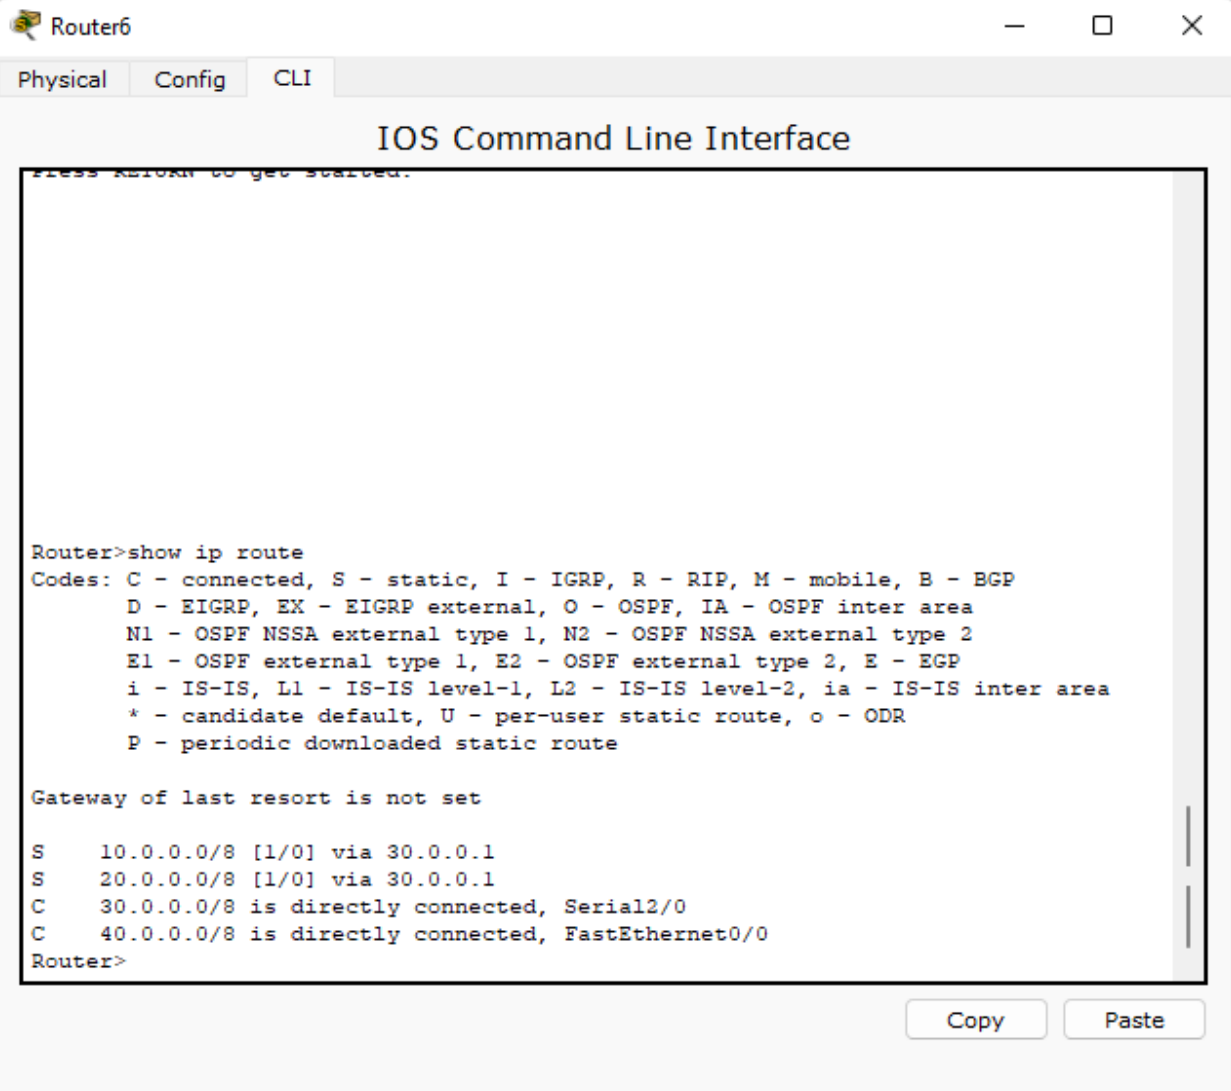 Router6
Physical Config CLI
IOS Command Line Interface
Press RETURN to get started.
Router>show ip route
Codes: C - connected, S - static, I - IGRP, R - RIP, M - mobile, B - BGP
D - EIGRP, EX - EIGRP external, O - OSPF, IA - OSPF inter area
N1 - OSPF NSSA external type 1, N2 - OSPF NSSA external type 2
E1 - OSPF external type 1, E2 - OSPF external type 2, E - EGP
i - IS-IS, L1 - IS-IS level-1, L2 - IS-IS level-2, ia - IS-IS inter area
* - candidate default, U - per-user static route, o - ODR
P - periodic downloaded static route
Gateway of last resort is not set
S 10.0.0.0/8 [1/0] via 30.0.0.1
S 20.0.0.0/8 [1/0] via 30.0.0.1
C 30.0.0.0/8 is directly connected, Serial2/0
C 40.0.0.0/8 is directly connected, FastEthernet0/0
Router>
Copy Paste